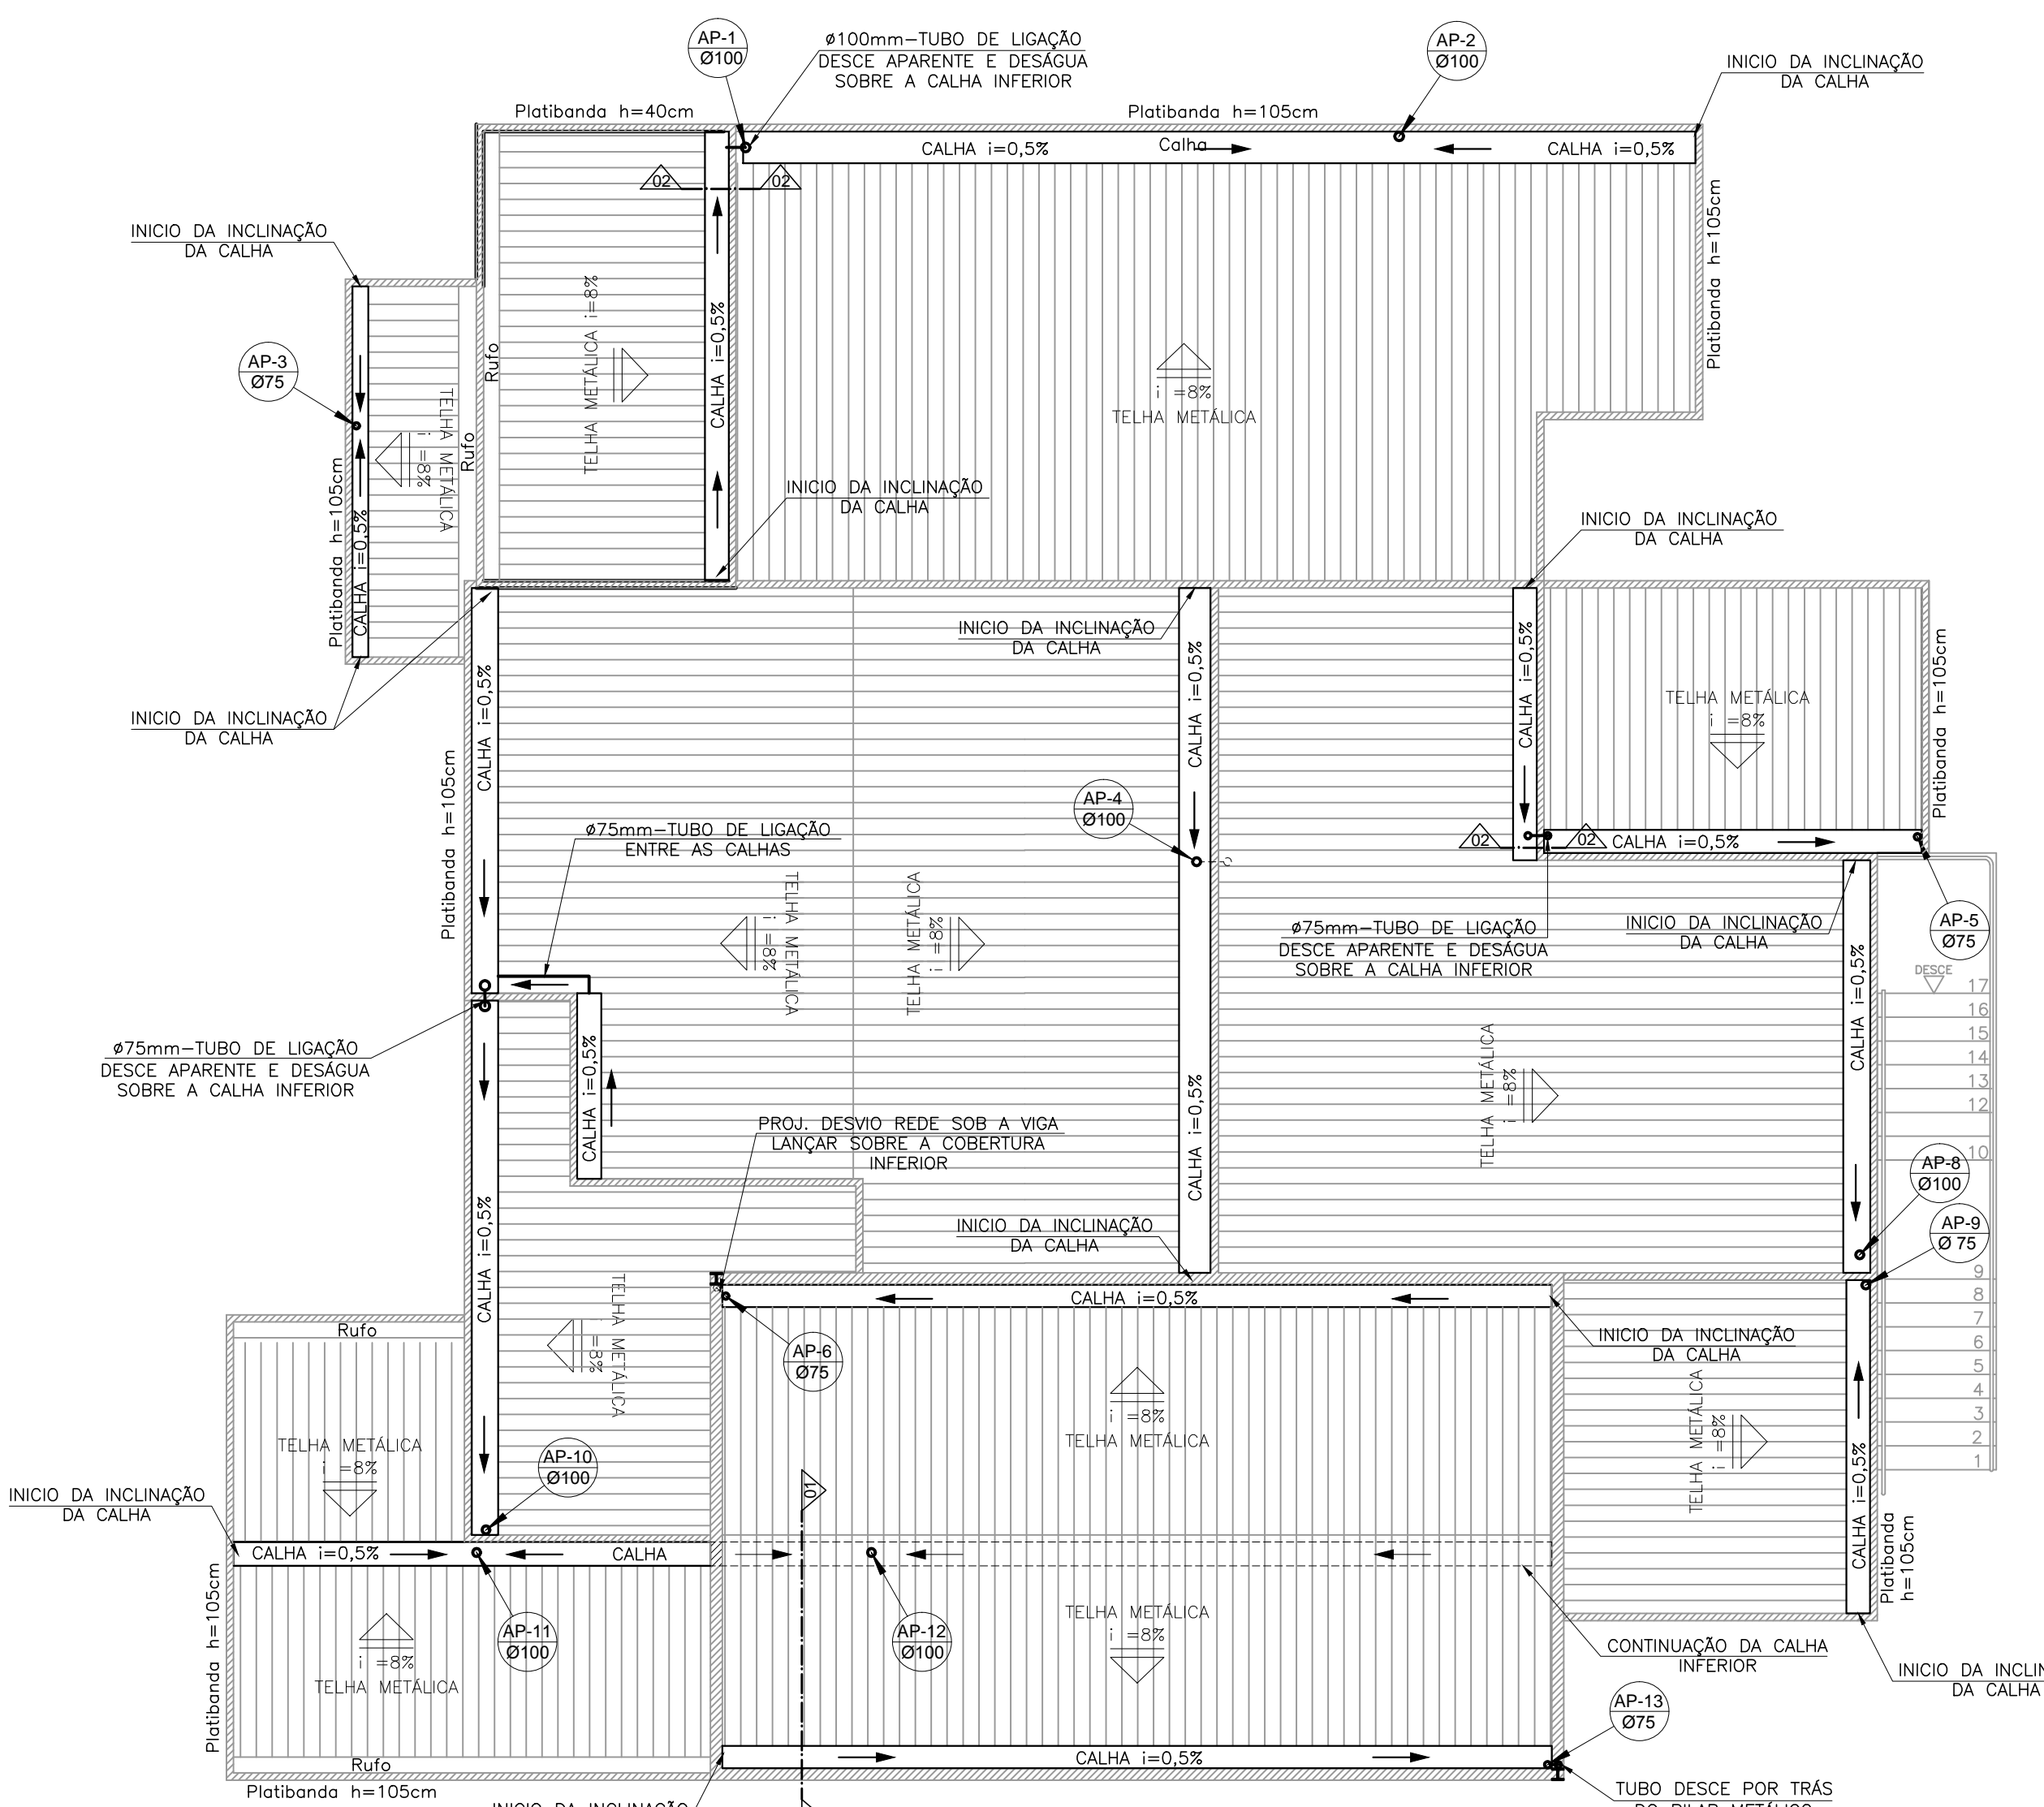 AP-1
Ø100
ø100mm-TUBO DE LIGAÇÃO
DESCE APARENTE E DESÁGUA
SOBRE A CALHA INFERIOR
AP-2
Ø100
INICIO DA INCLINAÇÃO
DA CALHA
Platibanda h=40cm
Platibanda h=105cm
CALHA i=0,5%
Calha
CALHA i=0,5%
02
02
Platibanda h=105cm
INICIO DA INCLINAÇÃO
DA CALHA
TELHA METÁLICA i=8%
Rufo
CALHA i=0,5%
AP-3
Ø75
i =8%
TELHA METÁLICA
TELHA METÁLICA
i =8%
Rufo
Platibanda h=105cm
CALHA i=0,5%
INICIO DA INCLINAÇÃO
DA CALHA
INICIO DA INCLINAÇÃO
DA CALHA
INICIO DA INCLINAÇÃO
DA CALHA
CALHA i=0,5%
CALHA i=0,5%
CALHA i=0,5%
TELHA METÁLICA
i =8%
Platibanda h=105cm
INICIO DA INCLINAÇÃO
DA CALHA
Platibanda h=105cm
AP-4
Ø100
ø75mm-TUBO DE LIGAÇÃO
ENTRE AS CALHAS
02
02
CALHA i=0,5%
TELHA METÁLICA
i =8%
TELHA METÁLICA
i =8%
ø75mm-TUBO DE LIGAÇÃO
DESCE APARENTE E DESÁGUA
SOBRE A CALHA INFERIOR
INICIO DA INCLINAÇÃO
DA CALHA
AP-5
Ø75
DESCE
17
16
15
14
13
12
10
9
8
7
6
5
4
3
2
1
CALHA i=0,5%
ø75mm-TUBO DE LIGAÇÃO
DESCE APARENTE E DESÁGUA
SOBRE A CALHA INFERIOR
CALHA i=0,5%
TELHA METÁLICA
i =8%
PROJ. DESVIO REDE SOB A VIGA
LANÇAR SOBRE A COBERTURA
INFERIOR
CALHA i=0,5%
CALHA i=0,5%
AP-8
Ø100
AP-9
Ø 75
INICIO DA INCLINAÇÃO
DA CALHA
CALHA i=0,5%
TELHA METÁLICA
i =8%
Rufo
AP-6
Ø75
INICIO DA INCLINAÇÃO
DA CALHA
i =8%
TELHA METÁLICA
TELHA METÁLICA
i =8%
TELHA METÁLICA
i =8%
AP-10
Ø100
INICIO DA INCLINAÇÃO
DA CALHA
01
CALHA i=0,5%
CALHA i=0,5%
CALHA
Platibanda
h=105cm
Platibanda h=105cm
i =8%
TELHA METÁLICA
AP-11
Ø100
AP-12
Ø100
TELHA METÁLICA
i =8%
CONTINUAÇÃO DA CALHA
INFERIOR
INICIO DA INCLIN
DA CALHA
AP-13
Ø75
Rufo
Platibanda h=105cm
CALHA i=0,5%
TUBO DESCE POR TRÁS
DO PILAR METÁLICO
INICIO DA INCLINAÇÃO